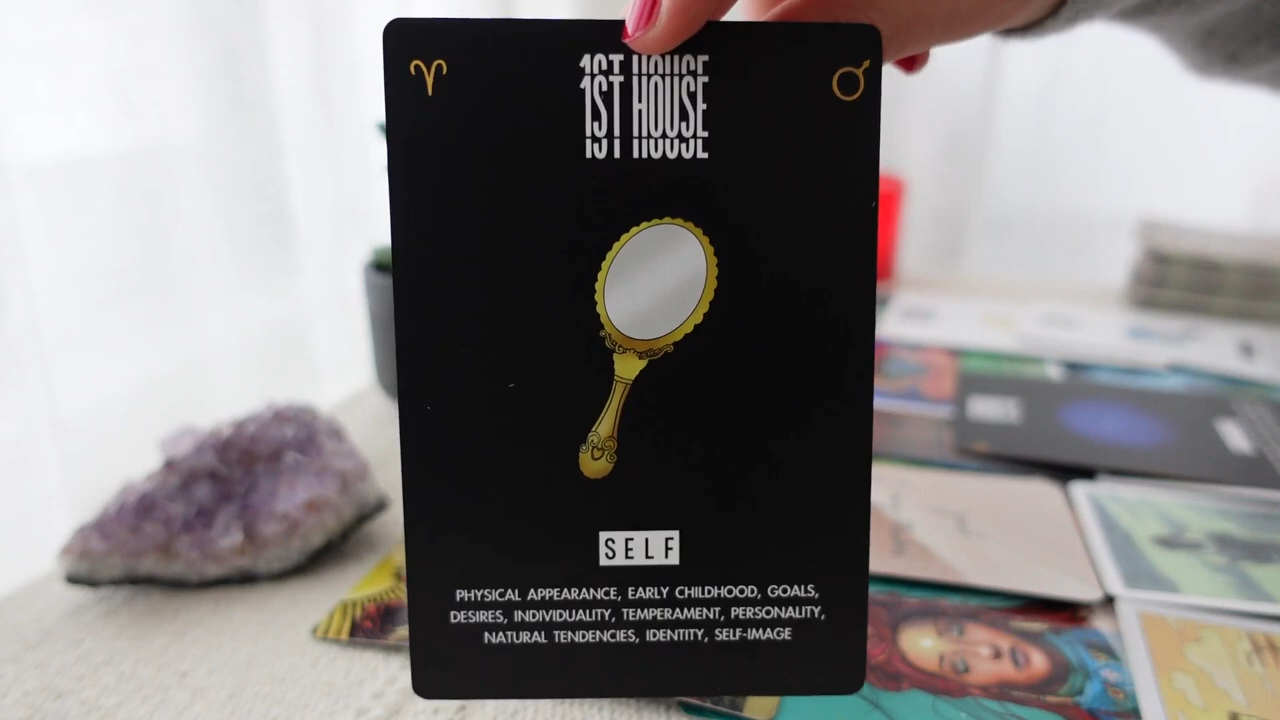 1ST HOUSE
SELF
PHYSICAL APPEARANCE, EARLY CHILDHOOD, GOALS,
DESIRES, INDIVIDUALITY, TEMPERAMENT, PERSONALITY,
NATURAL TENDENCIES, IDENTITY, SELF-IMAGE